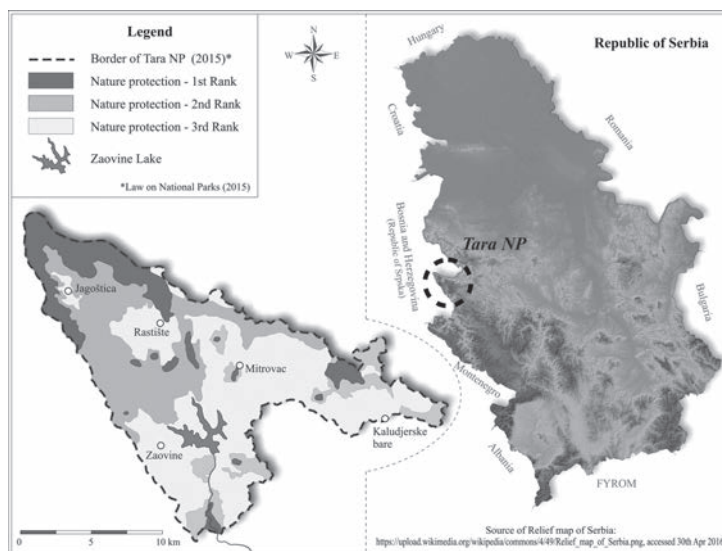 Legend
Border of Tara NP (2015)*
Nature protection - 1st Rank
Nature protection - 2nd Rank
Nature protection - 3rd Rank
Zaovine Lake
*Law on National Parks (2015)
N
W E
S
Republic of Serbia
Hungary
Croatia
Romania
Bosnia and Herzegovina
(Republic of Srpska)
Tara NP
Bulgaria
Montenegro
Albania
FYROM
Jagoštica
Rastište
Mitrovac
Kaludjerske
bare
Zaovine
0 5 10 km
Source of Relief map of Serbia:
https://upload.wikimedia.org/wikipedia/commons/4/49/Relief_map_of_Serbia.png, accessed 30th Apr 2016